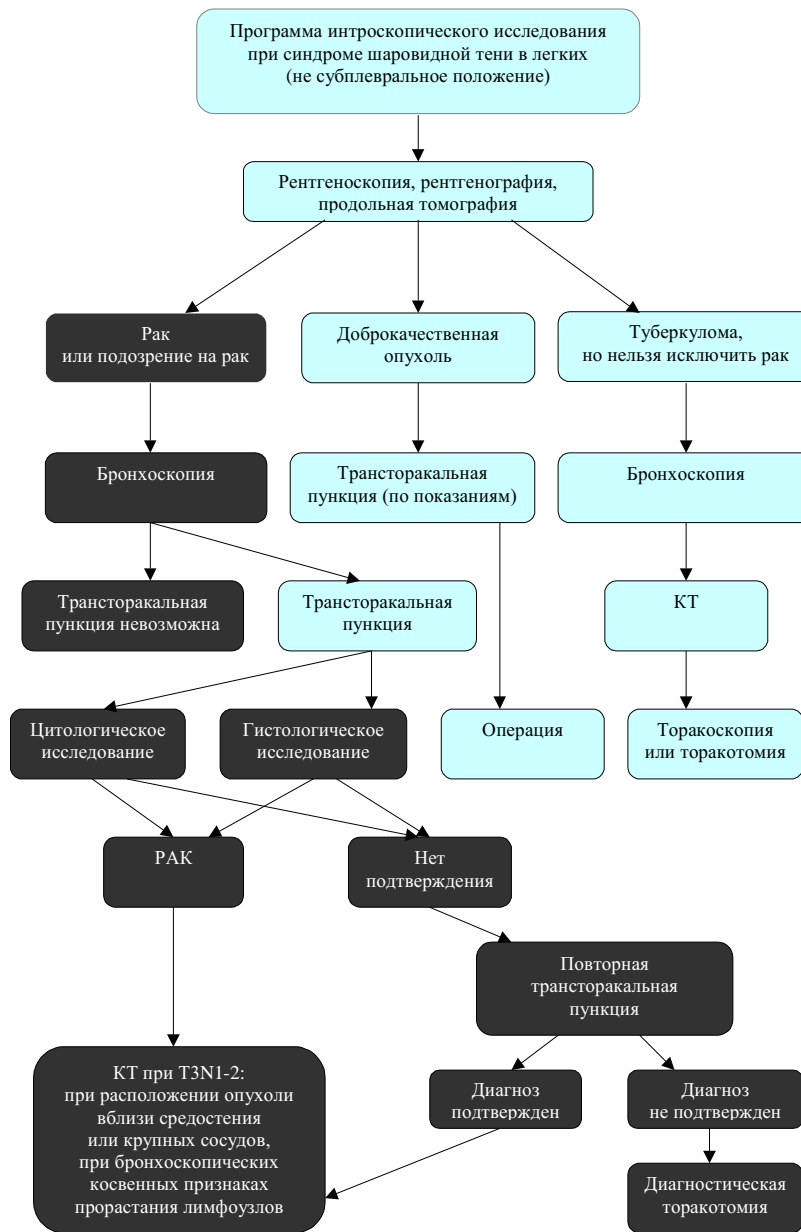 Программа интроскопического исследования
при синдроме шаровидной тени в легких
(не субплевральное положение)
Рентгеноскопия, рентгенография,
продольная томография
Рак
или подозрение на рак
Доброкачественная
опухоль
Туберкулома,
но нельзя исключить рак
Бронхоскопия
Трансторакальная
пункция (по показаниям)
Бронхоскопия
Трансторакальная
пункция невозможна
Трансторакальная
пункция
КТ
Цитологическое
исследование
Гистологическое
исследование
Операция
Торакоскопия
или торакотомия
РАК
Нет
подтверждения
Повторная
трансторакальная
пункция
КТ при T3N1-2:
при расположении опухоли
вблизи средостения
или крупных сосудов,
при бронхоскопических
косвенных признаках
прорастания лимфоузлов
Диагноз
подтвержден
Диагноз
не подтвержден
Диагностическая
торакотомия